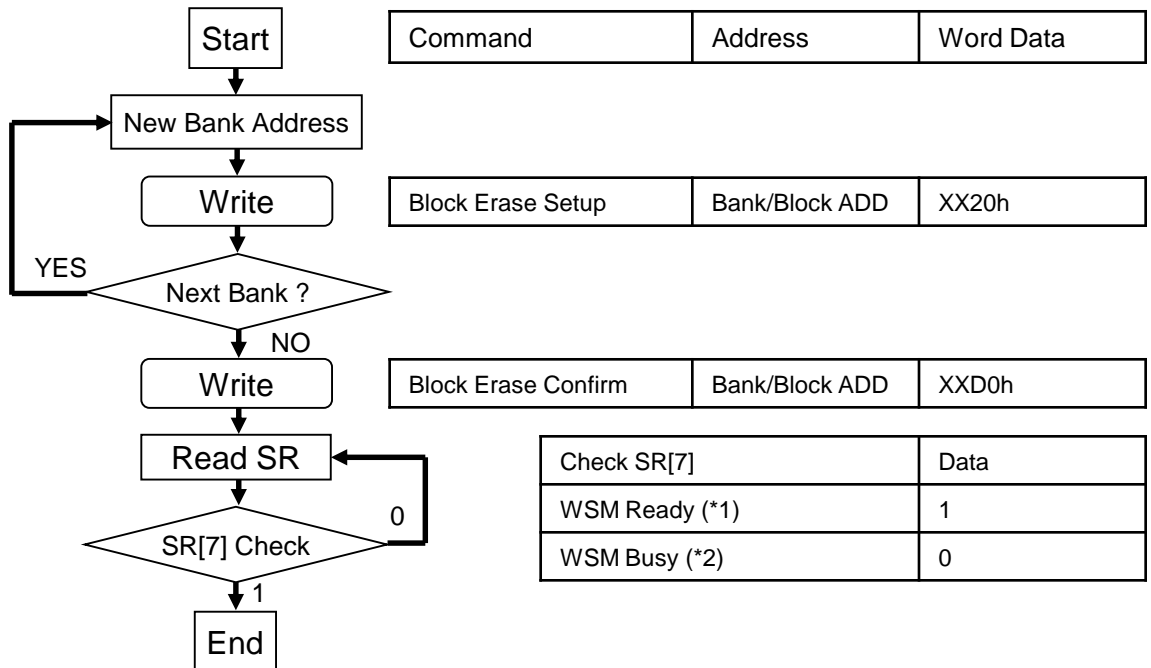 Start
Command Address Word Data
New Bank Address
Write
Block Erase Setup Bank/Block ADD XX20h
YES
Next Bank ?
NO
Write
Block Erase Confirm Bank/Block ADD XXD0h
Read SR
Check SR[7] Data
WSM Ready (*1) 1
0
SR[7] Check
WSM Busy (*2) 0
1
End